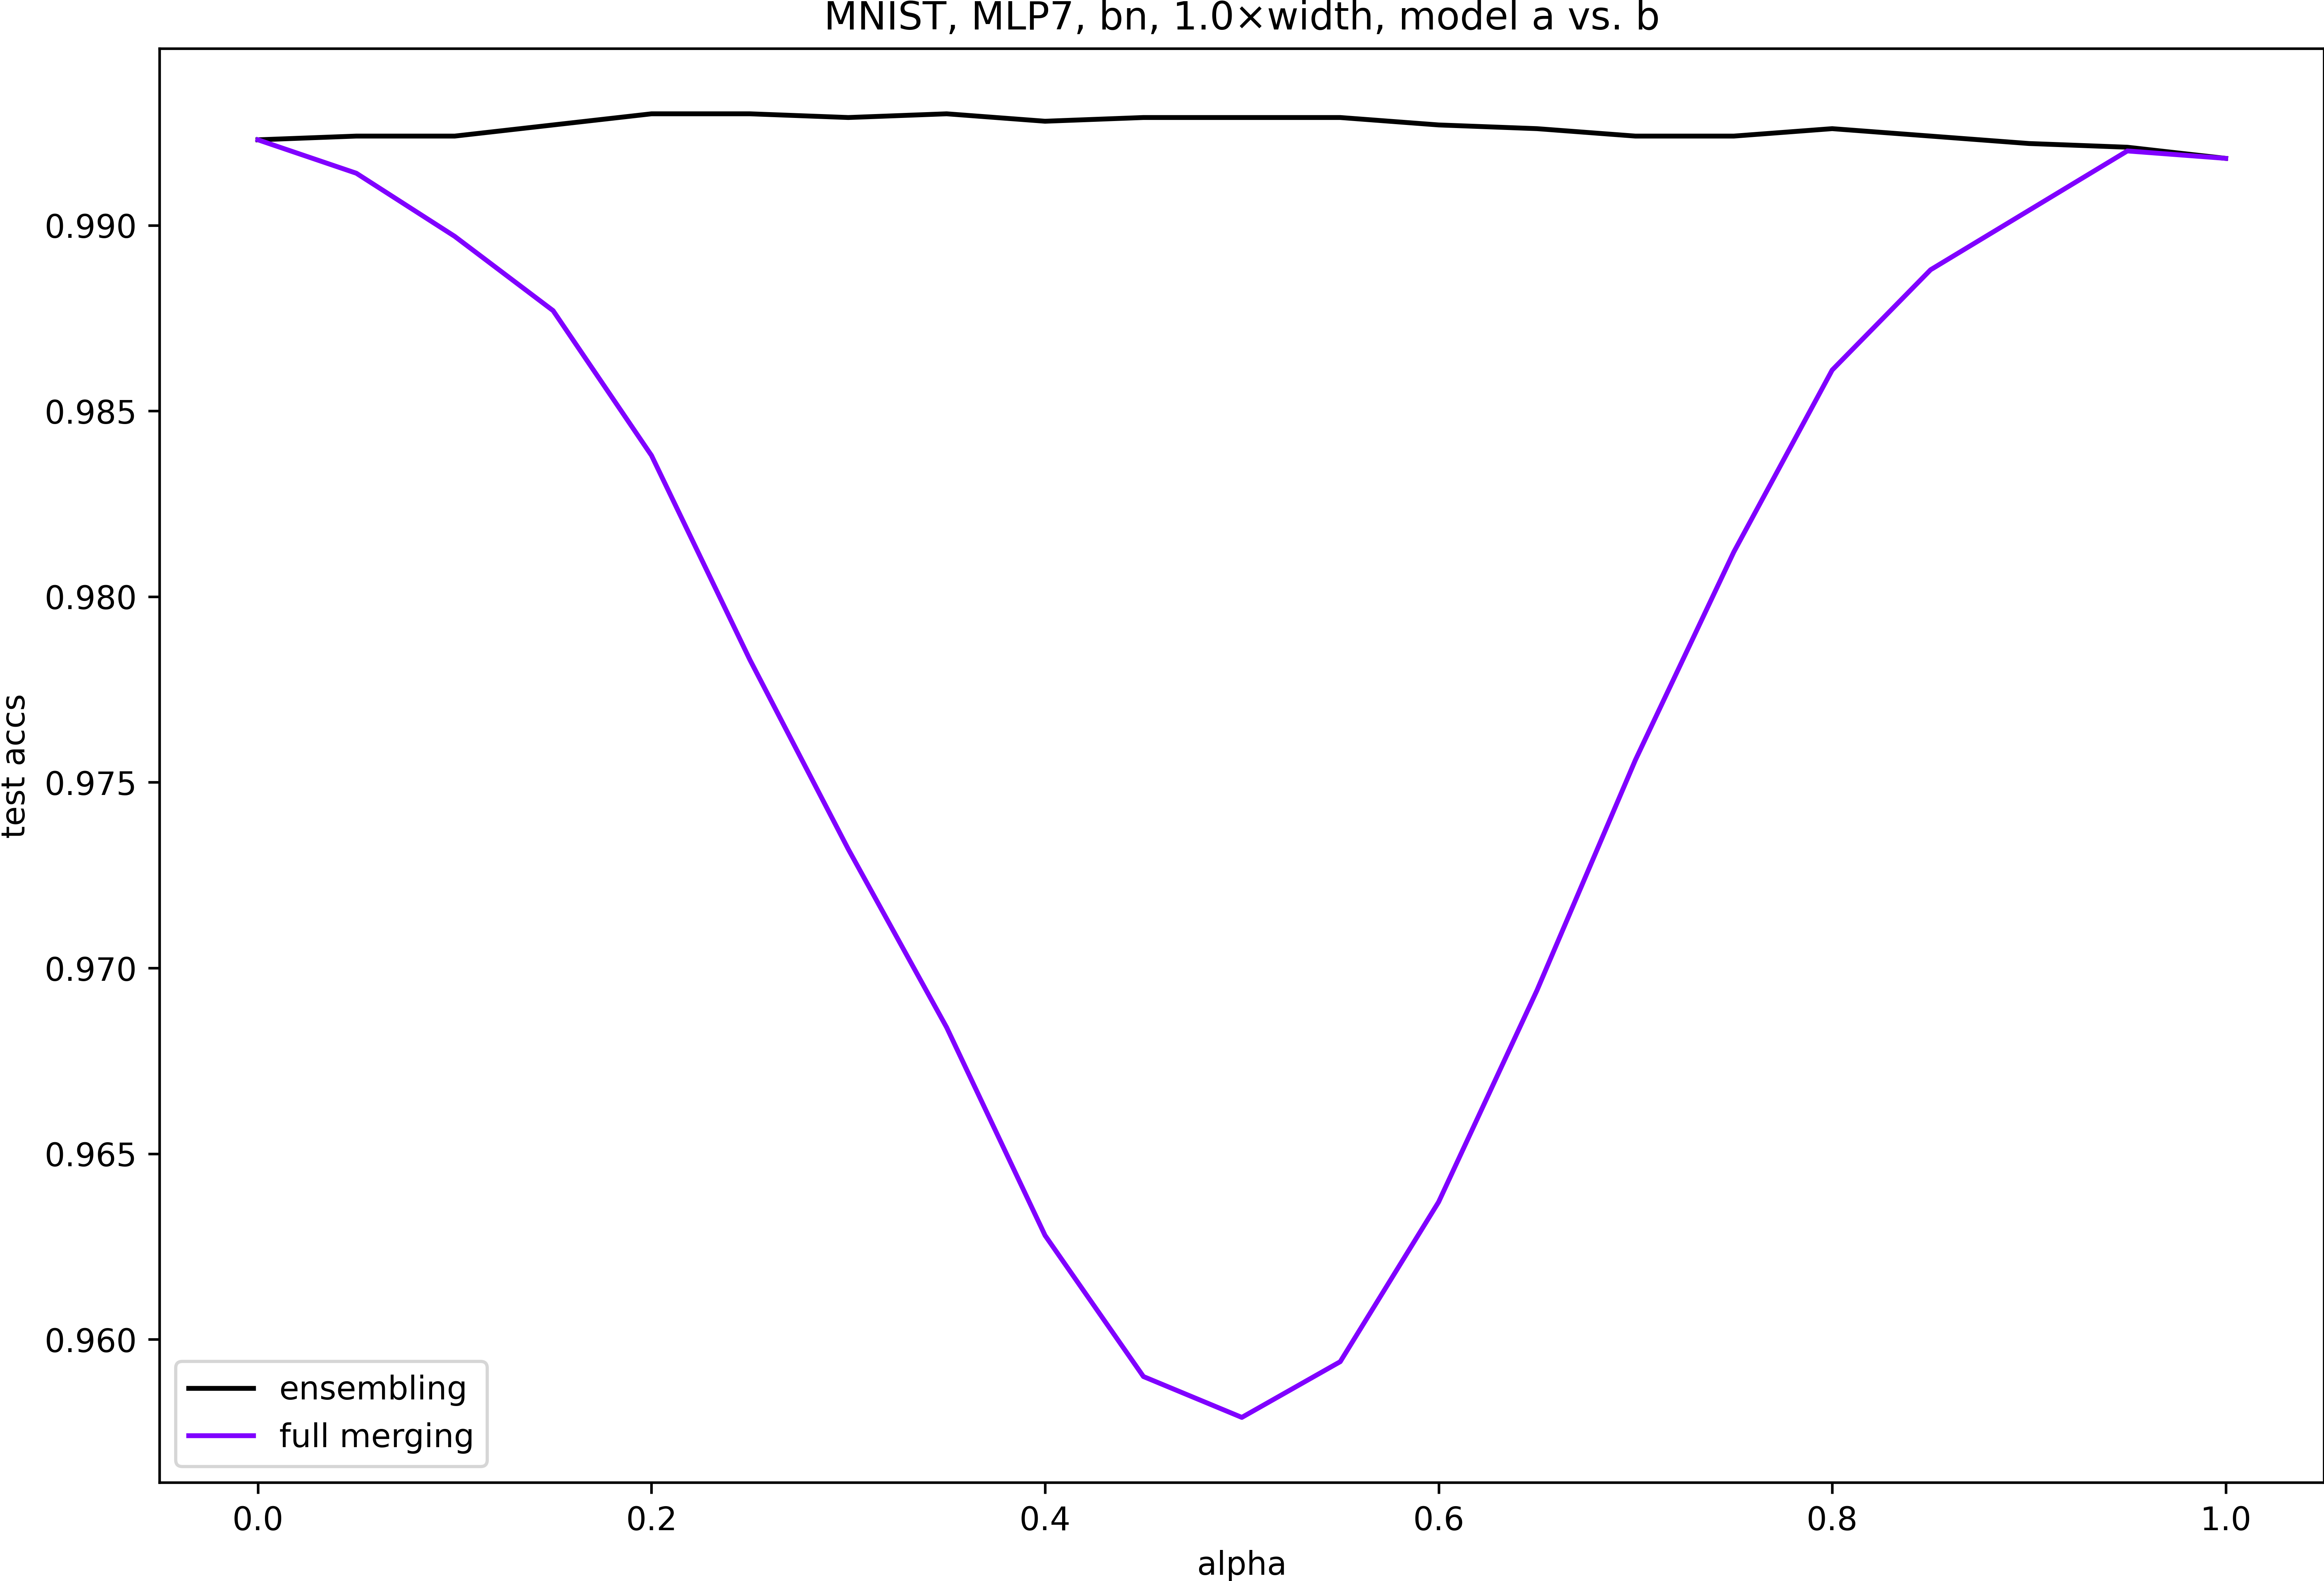 MNIST, MLP7, bn, 1.0×width, model a vs. b
test accs
0.990
0.985
0.980
0.975
0.970
0.965
0.960
ensembling
full merging
0.0 0.2 0.4 0.6 0.8 1.0
alpha